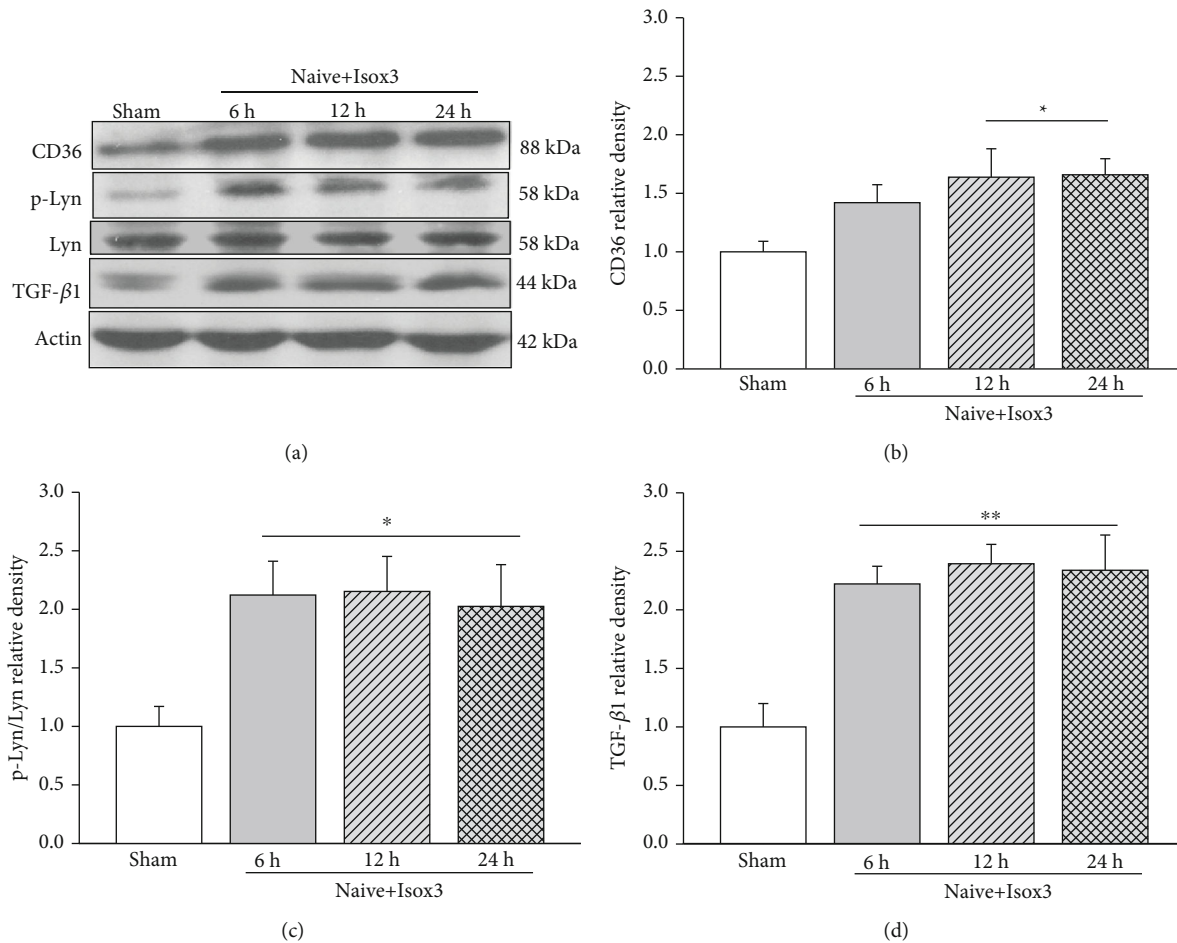 Naive+Isox3
Sham 6 h 12 h 24 h
CD36 88 kDa
p-Lyn 58 kDa
Lyn 58 kDa
TGF-β1 44 kDa
Actin 42 kDa
(a)
3.0
2.5
2.0
1.5
1.0
0.5
0.0
CD36 relative density
*
Sham 6 h 12 h 24 h
Naive+Isox3
(b)
3.0
2.5
2.0
1.5
1.0
0.5
0.0
p-Lyn/Lyn relative density
*
Sham 6 h 12 h 24 h
Naive+Isox3
(c)
3.0
2.5
2.0
1.5
1.0
0.5
0.0
TGF-β1 relative density
**
Sham 6 h 12 h 24 h
Naive+Isox3
(d)